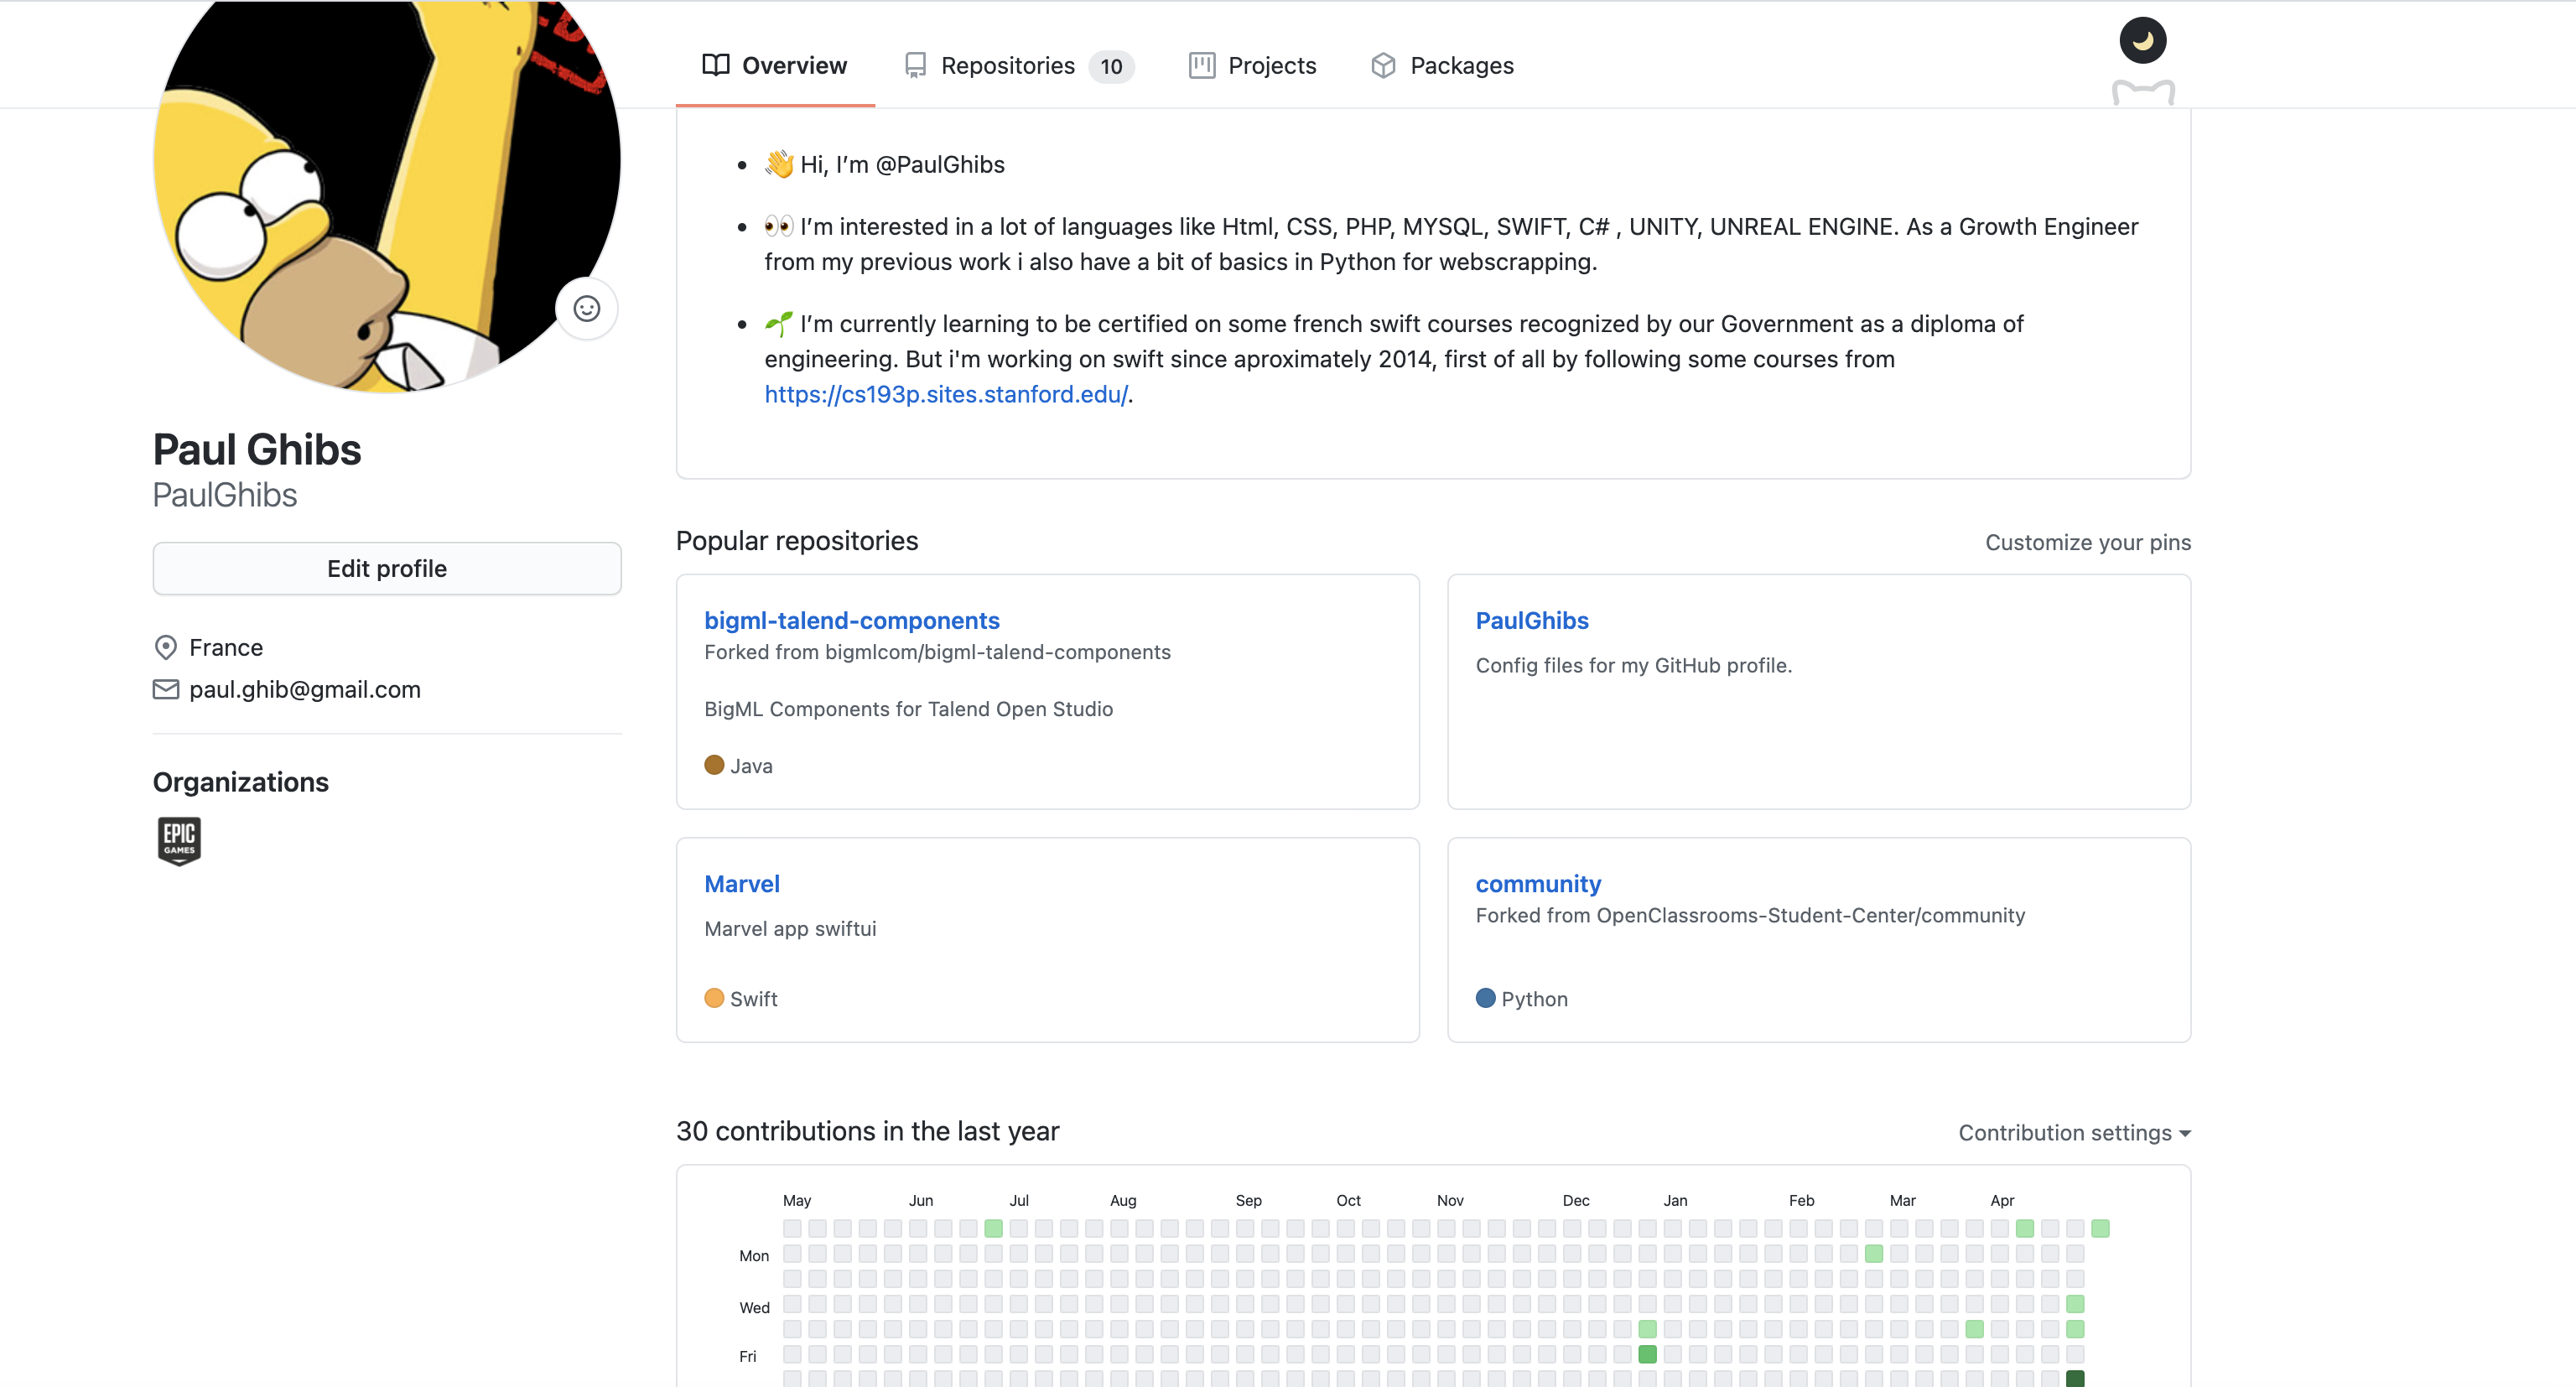 Overview
Repositories 10
Projects
Packages
👋 Hi, I’m @PaulGhibs
👀 I’m interested in a lot of languages like Html, CSS, PHP, MYSQL, SWIFT, C# , UNITY, UNREAL ENGINE. As a Growth Engineer
from my previous work i also have a bit of basics in Python for webscrapping.
🌱 I’m currently learning to be certified on some french swift courses recognized by our Government as a diploma of
engineering. But i'm working on swift since aproximately 2014, first of all by following some courses from
https://cs193p.sites.stanford.edu/.
Paul Ghibs
PaulGhibs
Edit profile
France
paul.ghib@gmail.com
Organizations
EPIC
GAMES
Popular repositories
Customize your pins
bigml-talend-components
Forked from bigmlcom/bigml-talend-components
BigML Components for Talend Open Studio
Java
PaulGhibs
Config files for my GitHub profile.
Marvel
Marvel app swiftui
Swift
community
Forked from OpenClassrooms-Student-Center/community
Python
30 contributions in the last year
Contribution settings
May Jun Jul Aug Sep Oct Nov Dec Jan Feb Mar Apr
Mon
Wed
Fri